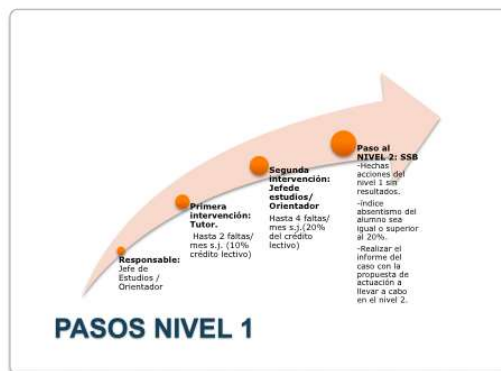 Responsable:
Jefe de
Estudios /
Orientador
Primera
intervención:
Tutor.
Hasta 2 faltas/
mes s.j.(10%
crédito lectivo)
Segunda
intervención:
Jefede
estudios/
Orientador
Hasta 4 faltas/
mes s.j.(20%
del crédito
lectivo)
Paso al
NIVEL 2: SSB
-Hechas
acciones del
nivel 1 sin
resultados.
-índice
absentismo del
alumno sea
igual o superior
al 20%.
-Realizar el
informe del
caso con la
propuesta de
actuación a
llevar a cabo
en el nivel 2.
PASOS NIVEL 1